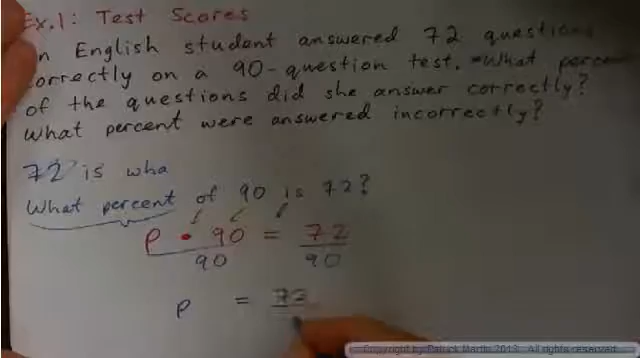 Ex.1: Test Scores
English student answered 72 questions
on a 90-question test. What
of the questions did she answer correctly?
What percent were answered incorrectly?
72 is wha
What percent of 90 is 72?
p • 90 = 72
90 90
p = 72
Copyright by Patrick Martin 2013. All rights reserved